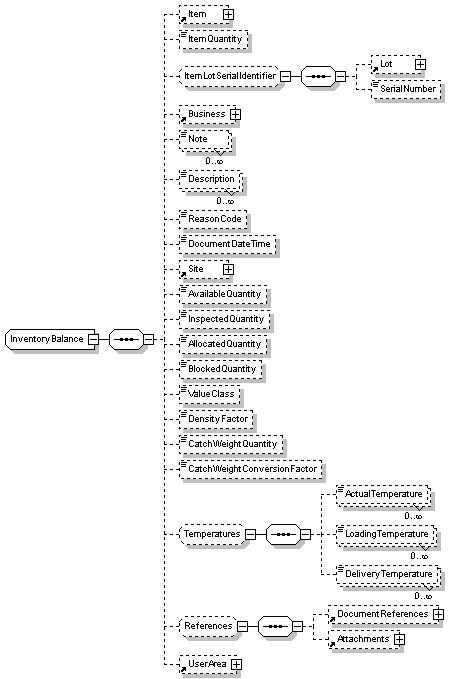 Item
ItemQuantity
ItemLotSerialIdentifier
Lot
SerialNumber
Business
Note
0..∞
Description
0..∞
ReasonCode
DocumentDateTime
Site
AvailableQuantity
InspectedQuantity
InventoryBalance
AllocatedQuantity
BlockedQuantity
ValueClass
DensityFactor
CatchWeightQuantity
CatchWeightConversionFactor
Temperatures
ActualTemperature
0..∞
LoadingTemperature
0..∞
DeliveryTemperature
0..∞
References
DocumentReferences
Attachments
UserArea